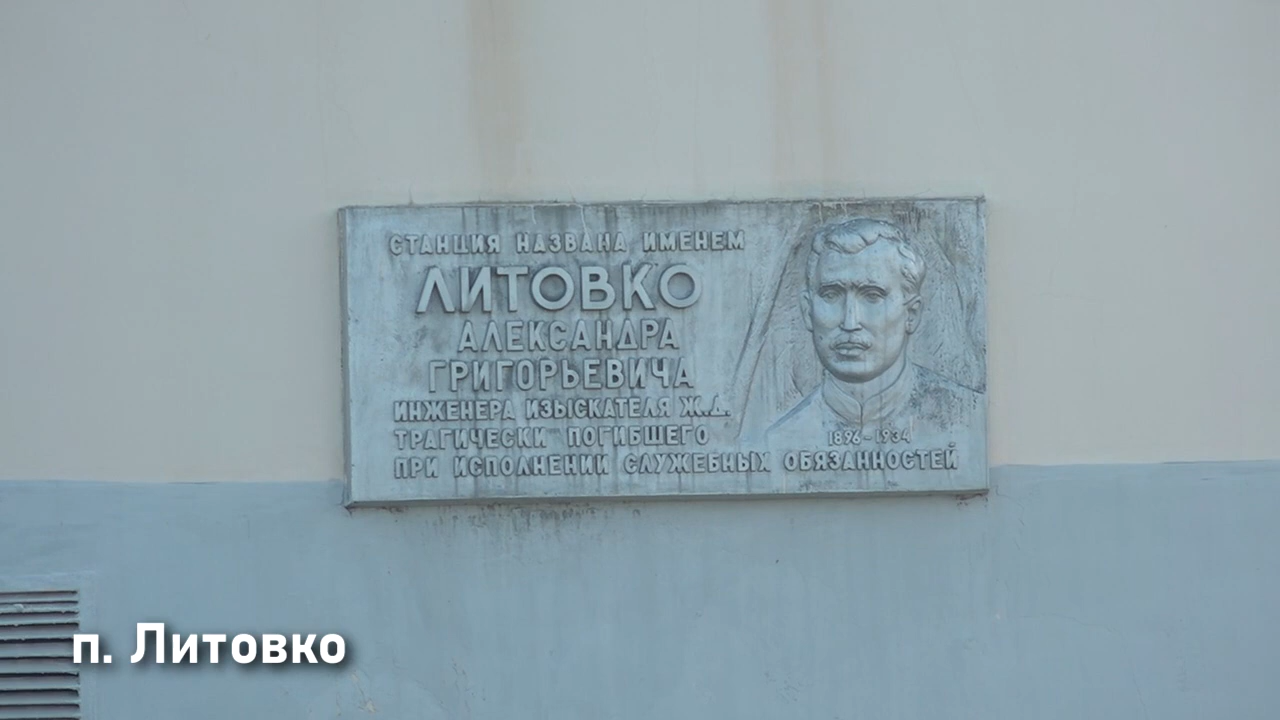 СТАНЦИЯ НАЗВАНА ИМЕНЕМ
ЛИТОВКО
АЛЕКСАНДРА
ГРИГОРЬЕВИЧА
ИНЖЕНЕРА ИЗЫСКАТЕЛЯ Ж.Д.
ТРАГИЧЕСКИ ПОГИБШЕГО
1896-1934
ПРИ ИСПОЛНЕНИИ СЛУЖЕБНЫХ ОБЯЗАННОСТЕЙ
п. Литовко